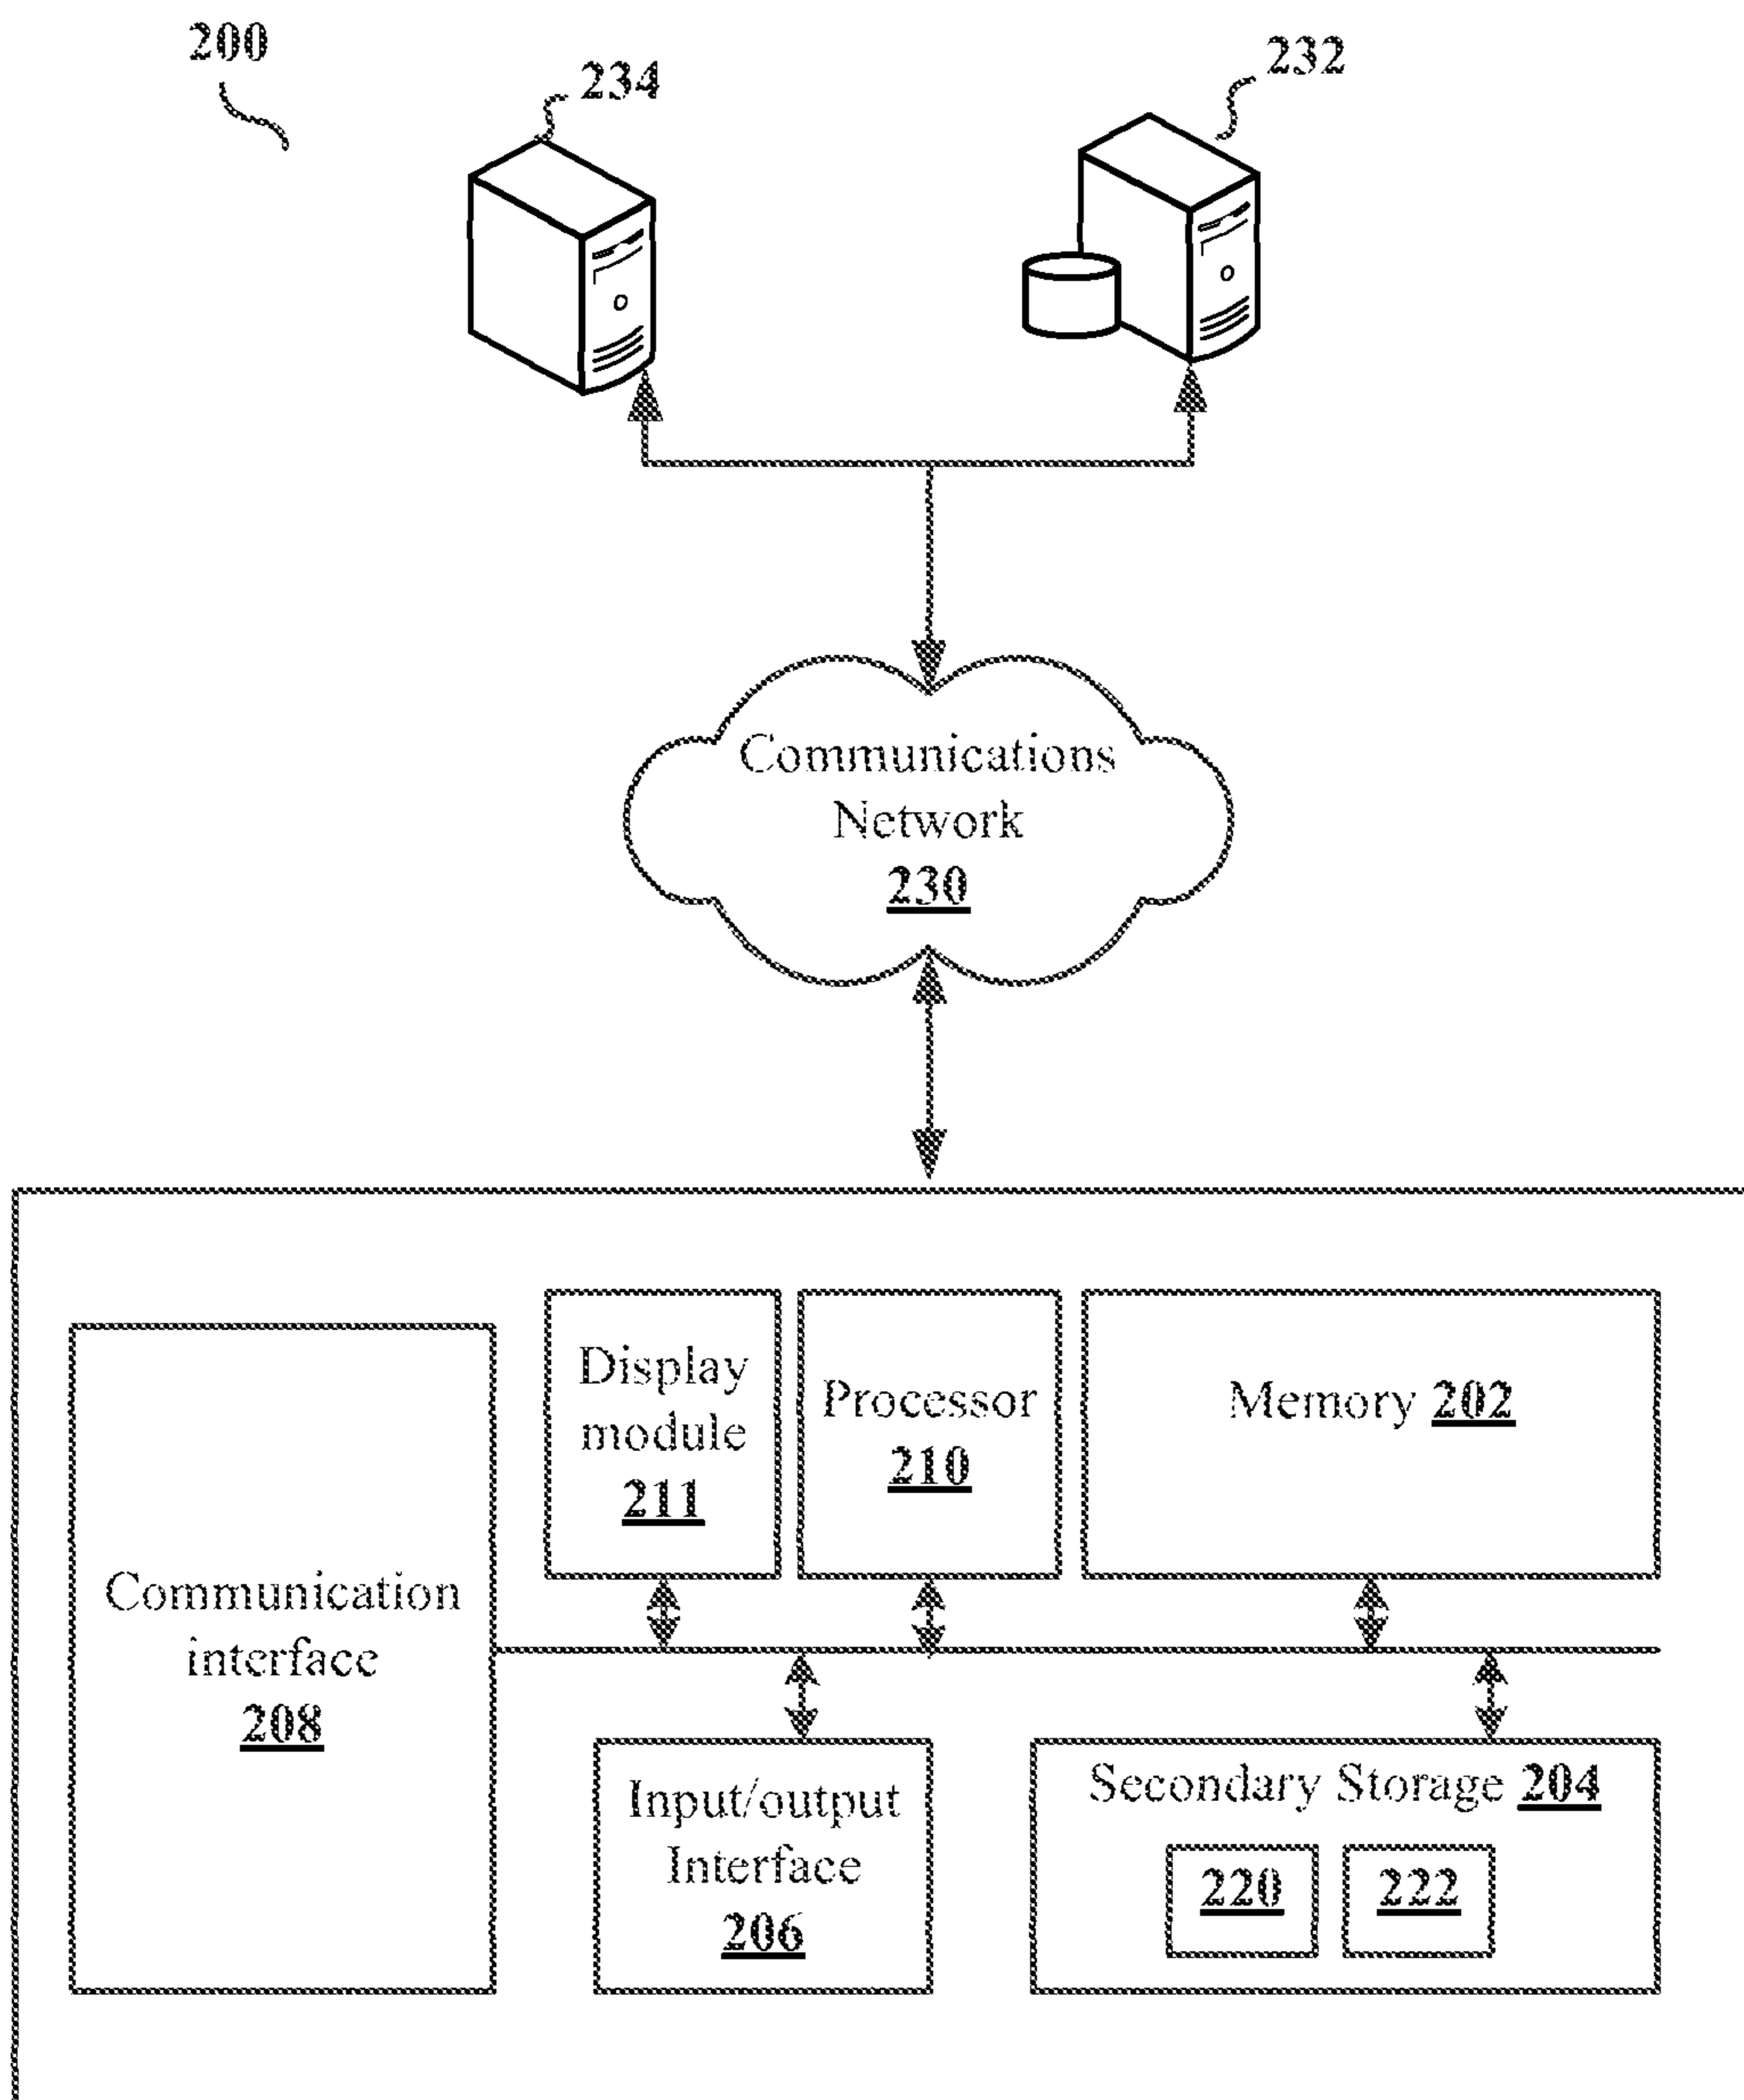 200
234
232
Communications
Network
230
Display
module
211
Processor
210
Memory 202
Communication
interface
208
Input/output
Interface
206
Secondary Storage 204
220
222